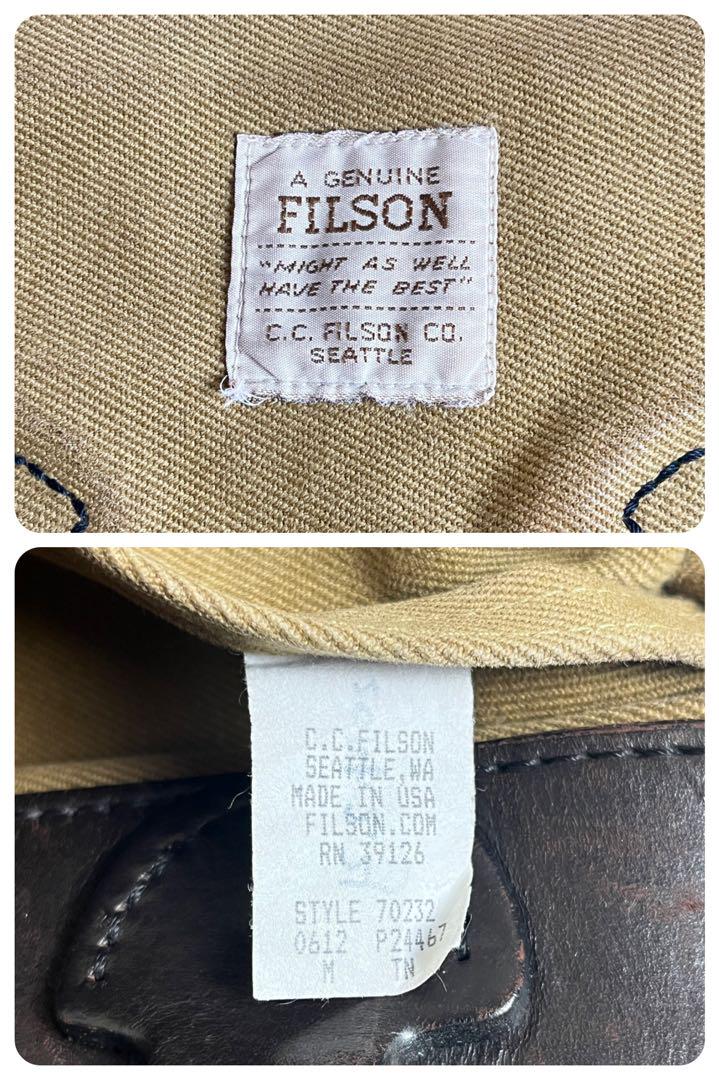 A GENUINE
FILSON
"MIGHT AS WELL
HAVE THE BEST"
C.C. FILSON CO.
SEATTLE
C.C.FILSON
SEATTLE,WA
MADE IN USA
FILSON.COM
RN 39126
STYLE 70232
0612 P24467
M TN